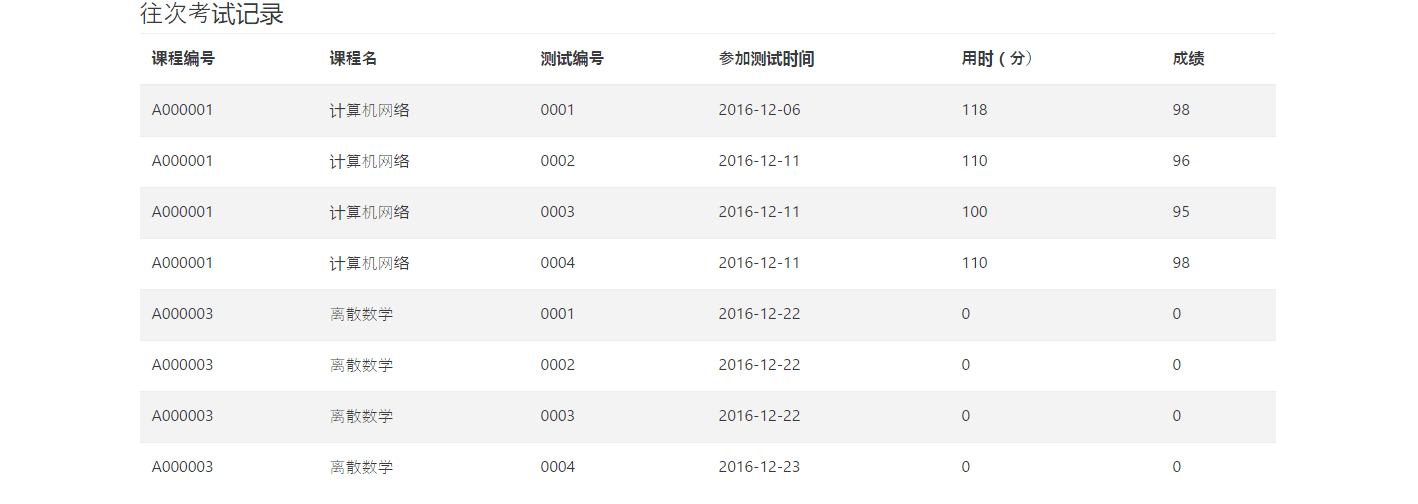 往次考试记录
课程编号 课程名 测试编号 参加测试时间 用时（分） 成绩
A000001 计算机网络 0001 2016-12-06 118 98
A000001 计算机网络 0002 2016-12-11 110 96
A000001 计算机网络 0003 2016-12-11 100 95
A000001 计算机网络 0004 2016-12-11 110 98
A000003 离散数学 0001 2016-12-22 0 0
A000003 离散数学 0002 2016-12-22 0 0
A000003 离散数学 0003 2016-12-22 0 0
A000003 离散数学 0004 2016-12-23 0 0